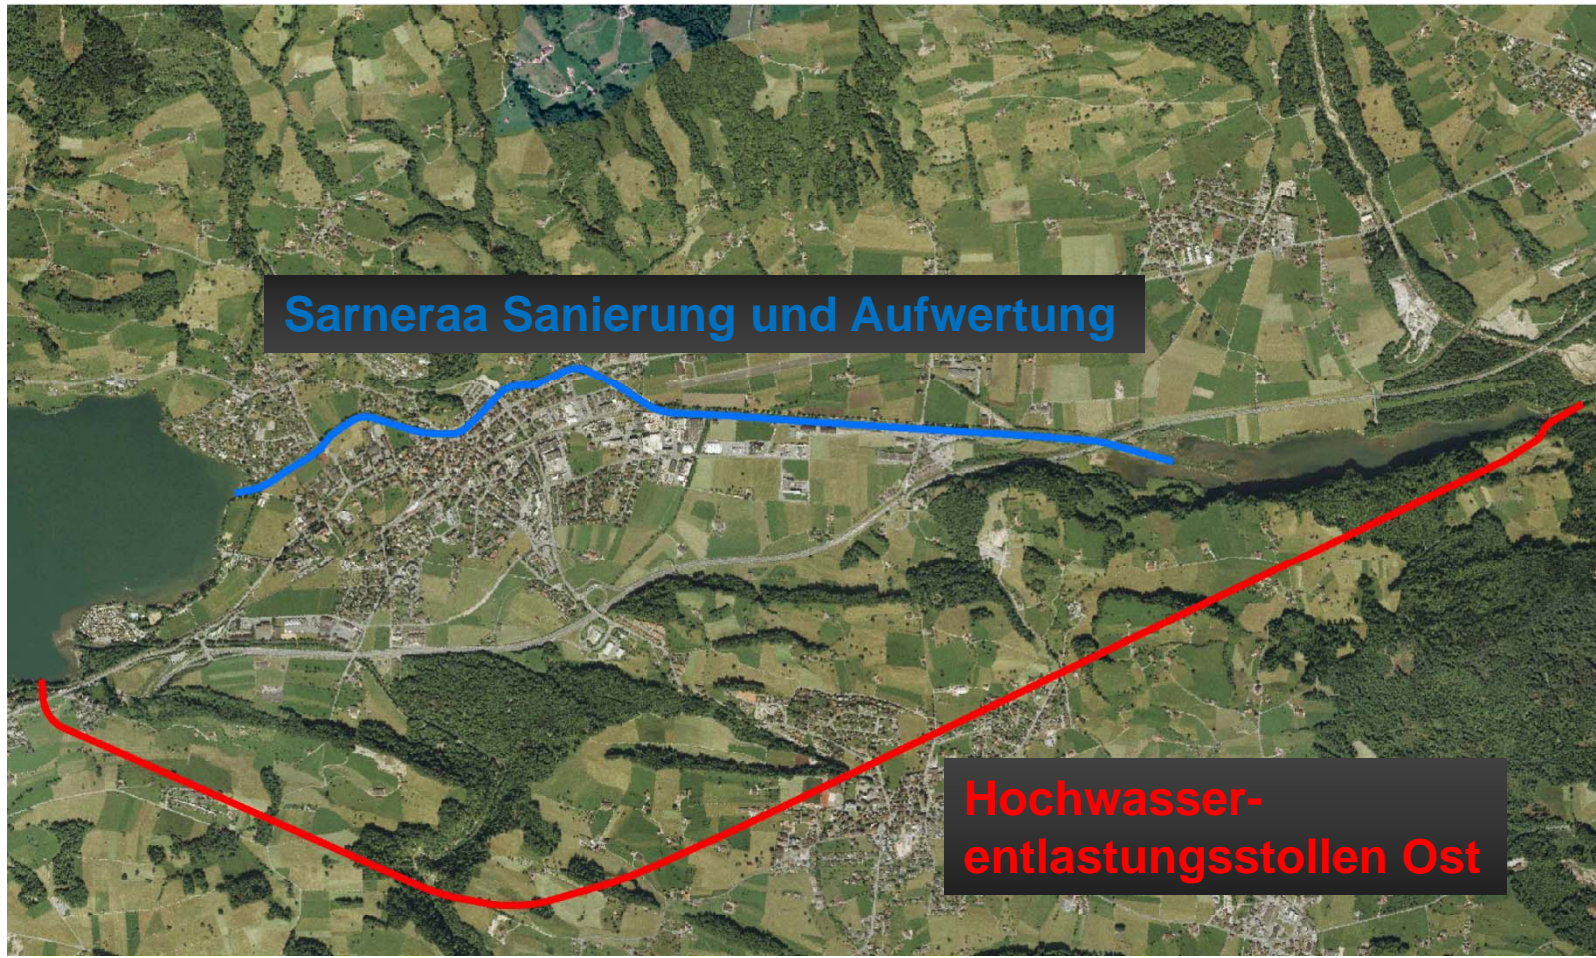 Sarneraa Sanierung und Aufwertung
Hochwasser-
entlastungsstollen Ost